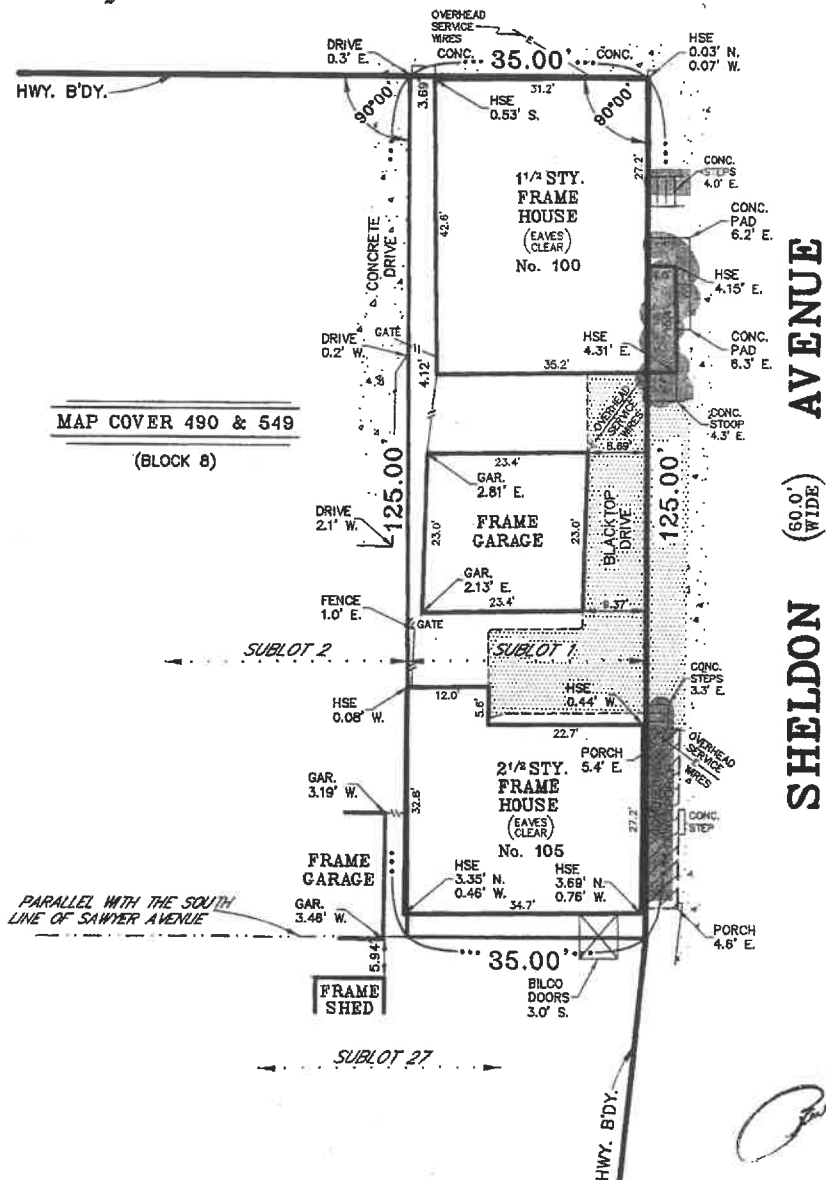 OVERHEAD
SERVICE
WIRES
DRIVE
0.3' E.
CONC.
35.00'
CONC.
HSE
0.03' N.
0.07' W.
HWY. B'DY.
90°00'
3.69'
HSE
0.53' S.
31.2'
90°00'
27.2'
CONC.
STEPS
4.0' E.
1 1/2 STY.
FRAME
HOUSE
(EAVES
CLEAR)
No. 100
42.6'
CONCRETE
DRIVE
CONC.
PAD
6.2' E.
HSE
4.15' E.
DRIVE
0.2' W.
GATE
4.12'
HSE
4.31' E.
35.2'
CONC.
PAD
6.3' E.
CONC.
STOOP
4.3' E.
MAP COVER 490 & 549
(BLOCK 8)
OVERHEAD
SERVICE
WIRES
8.69'
23.4'
GAR.
2.81' E.
125.00'
125.00'
FRAME
GARAGE
23.0'
23.0'
BLACKTOP
DRIVE
DRIVE
2.1' W.
GAR.
2.13' E.
23.4'
9.37'
FENCE
1.0' E.
GATE
SUBLOT 2
SUBLOT 1
SHELDON (60.0' WIDE) AVENUE
HSE
0.08' W.
12.0'
5.6'
HSE
0.44' W.
22.7'
CONC.
STEPS
3.3' E.
PORCH
5.4' E.
OVERHEAD
SERVICE
WIRES
2 1/2 STY.
FRAME
HOUSE
(EAVES
CLEAR)
No. 105
32.8'
27.2'
GAR.
3.19' W.
CONC.
STEP
FRAME
GARAGE
HSE
3.35' N.
0.46' W.
HSE
3.69' N.
0.76' W.
34.7'
PARALLEL WITH THE SOUTH
LINE OF SAWYER AVENUE
GAR.
3.48' W.
PORCH
4.6' E.
5.94'
35.00'
BILCO
DOORS
3.0' S.
FRAME
SHED
SUBLOT 27
HWY. B'DY.